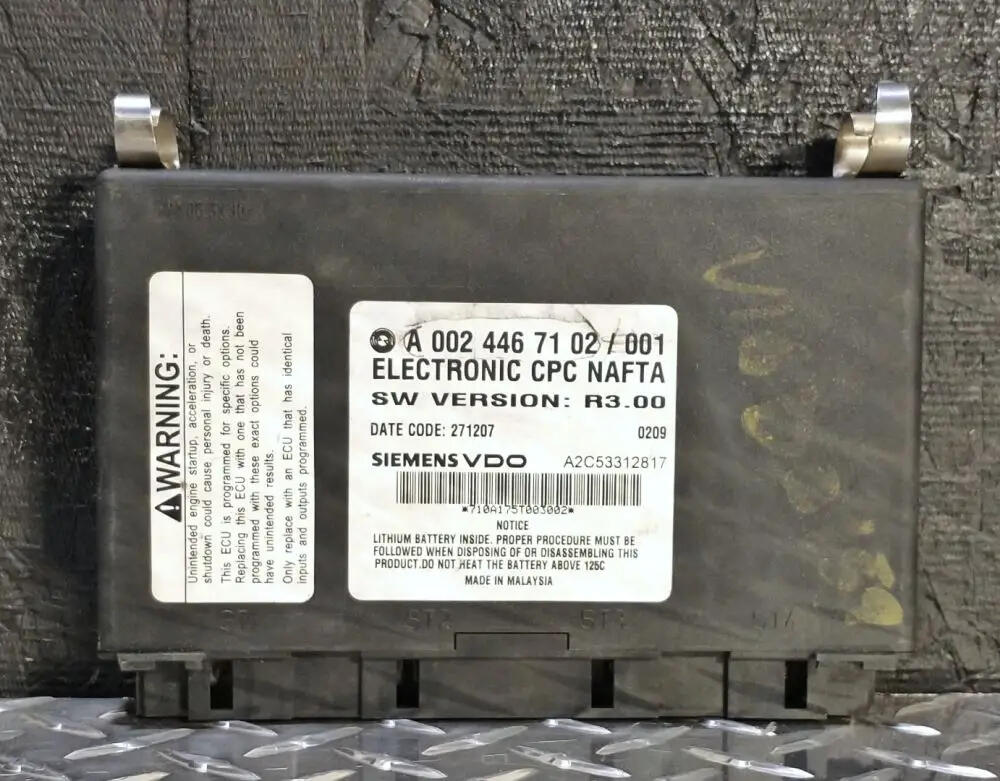 WARNING:
Unintended engine startup, acceleration, or
shutdown could cause personal injury or death.
This ECU is programmed for specific options.
Replacing this ECU with one that has not been
programmed with these exact options could
have unintended results.
Only replace with an ECU that has identical
inputs and outputs programmed.
A 002 446 71 02 / 001
ELECTRONIC CPC NAFTA
SW VERSION: R3.00
DATE CODE: 271207 0209
SIEMENS VDO A2C53312817
*710A175T003002*
NOTICE
LITHIUM BATTERY INSIDE. PROPER PROCEDURE MUST BE
FOLLOWED WHEN DISPOSING OF OR DISASSEMBLING THIS
PRODUCT.DO NOT HEAT THE BATTERY ABOVE 125C
MADE IN MALAYSIA